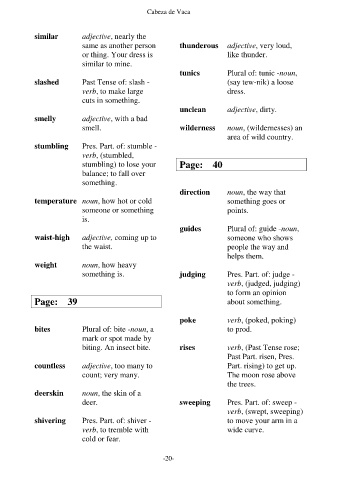 Cabeza de Vaca
similar adjective, nearly the
same as another person
or thing. Your dress is
similar to mine.
slashed Past Tense of: slash -
verb, to make large
cuts in something.
smelly adjective, with a bad
smell.
stumbling Pres. Part. of: stumble -
verb, (stumbled,
stumbling) to lose your
balance; to fall over
something.
temperature noun, how hot or cold
someone or something
is.
waist-high adjective, coming up to
the waist.
weight noun, how heavy
something is.
Page: 39
bites Plural of: bite -noun, a
mark or spot made by
biting. An insect bite.
countless adjective, too many to
count; very many.
deerskin noun, the skin of a
deer.
shivering Pres. Part. of: shiver -
verb, to tremble with
cold or fear.
thunderous adjective, very loud,
like thunder.
tunics Plural of: tunic -noun,
(say tew-nik) a loose
dress.
unclean adjective, dirty.
wilderness noun, (wildernesses) an
area of wild country.
Page: 40
direction noun, the way that
something goes or
points.
guides Plural of: guide -noun,
someone who shows
people the way and
helps them.
judging Pres. Part. of: judge -
verb, (judged, judging)
to form an opinion
about something.
poke verb, (poked, poking)
to prod.
rises verb, (Past Tense rose;
Past Part. risen, Pres.
Part. rising) to get up.
The moon rose above
the trees.
sweeping Pres. Part. of: sweep -
verb, (swept, sweeping)
to move your arm in a
wide curve.
-20-